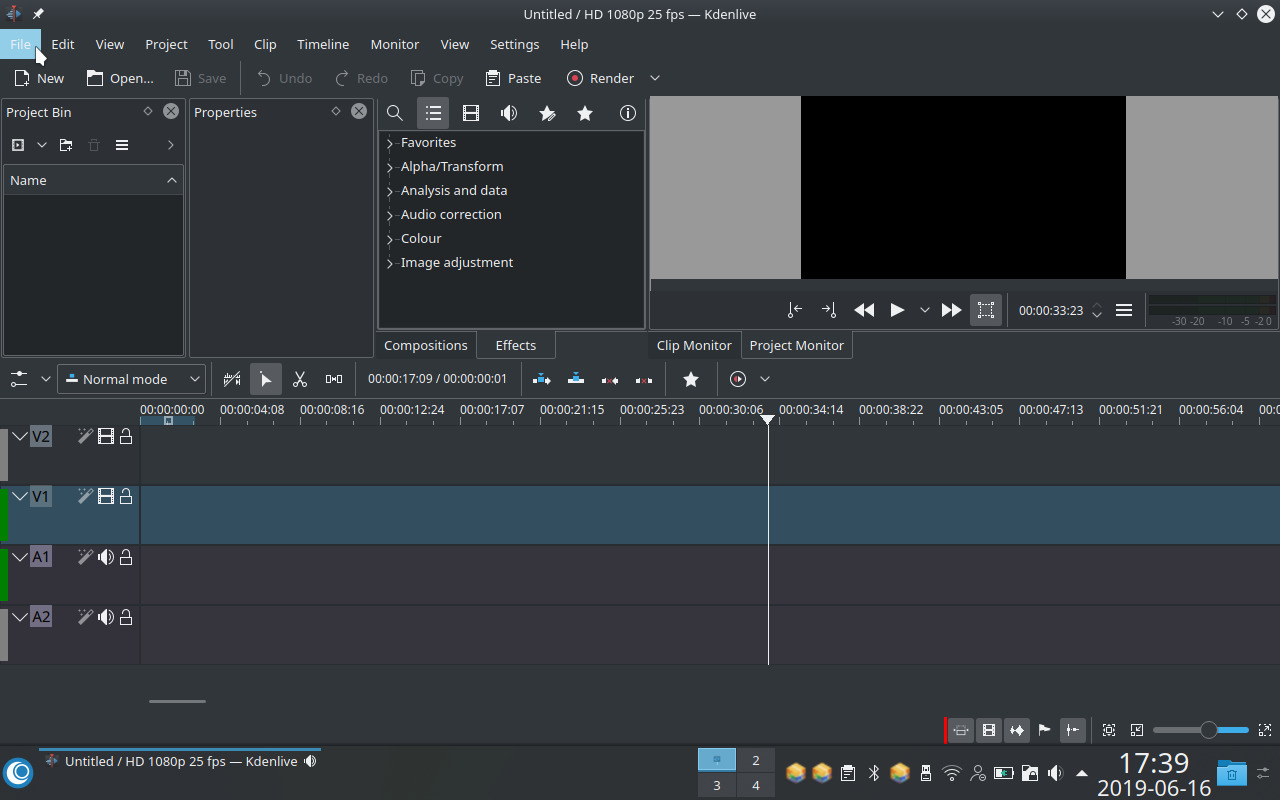 Untitled / HD 1080p 25 fps — Kdenlive
File Edit View Project Tool Clip Timeline Monitor View Settings Help
New Open... Save Undo Redo Copy Paste Render
Project Bin
Name
Properties
Favorites
Alpha/Transform
Analysis and data
Audio correction
Colour
Image adjustment
Compositions Effects
00:00:33:23
-30 -20 -10 -5 -2 0
Clip Monitor Project Monitor
Normal mode 00:00:17:09 / 00:00:00:01
00:00:00:00 00:00:04:08 00:00:08:16 00:00:12:24 00:00:17:07 00:00:21:15 00:00:25:23 00:00:30:06 00:00:34:14 00:00:38:22 00:00:43:05 00:00:47:13 00:00:51:21 00:00:56:04 00:0
V2
V1
A1
A2
Untitled / HD 1080p 25 fps — Kdenlive
2
3 4
17:39
2019-06-16